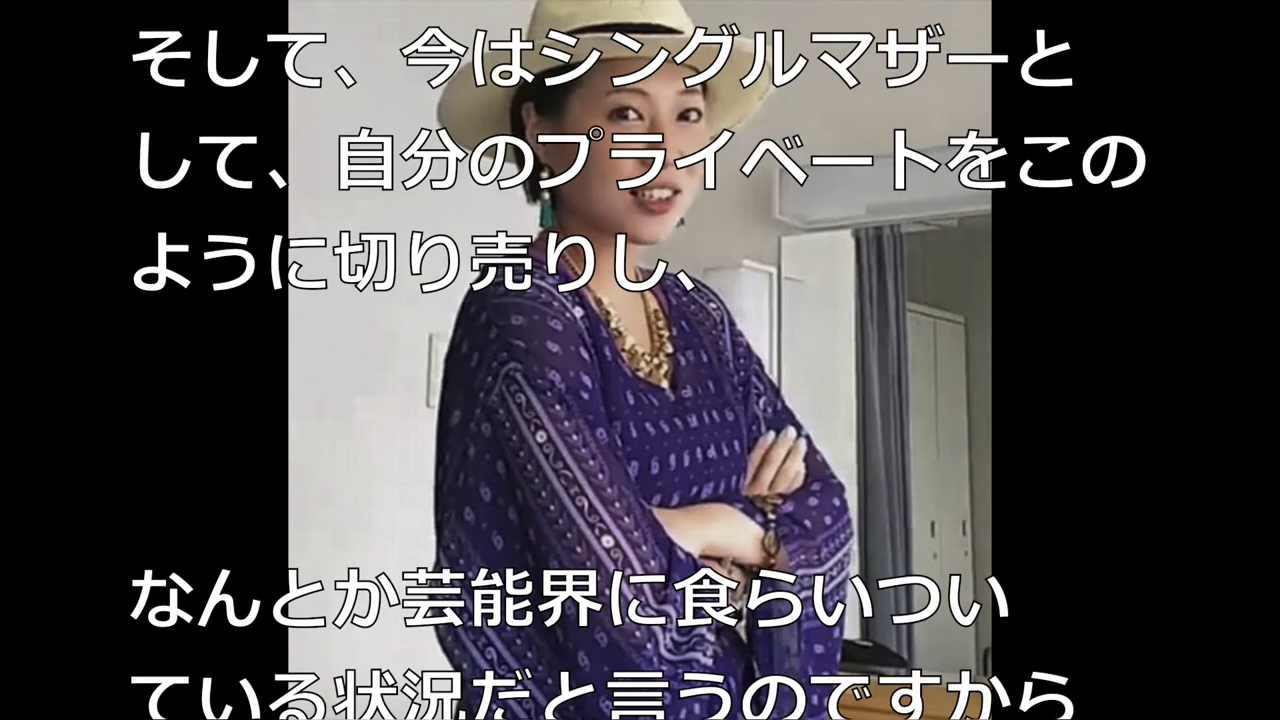 そして、今はシングルマザーと
して、自分のプライベートをこの
ように切り売りし、
なんとか芸能界に食らいつい
ている状況だと言うのですから